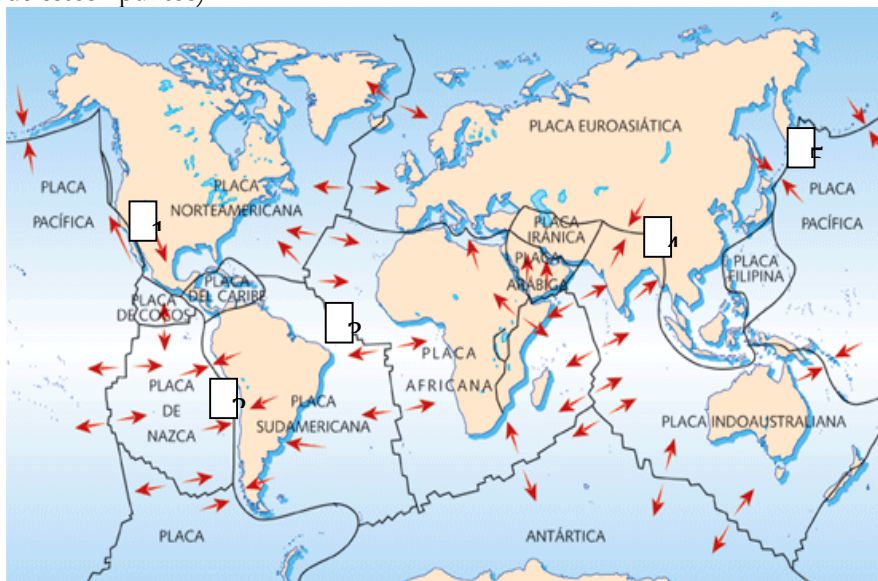 PLACA EUROASIÁTICA
PLACA
PACÍFICA
PLACA
NORTEAMERICANA
PLACA
IRÁNICA
PLACA
ARÁBIGA
PLACA
PACÍFICA
PLACA
FILIPINA
PLACA
DEL CARIBE
PLACA
DE COCOS
PLACA
AFRICANA
PLACA
DE
NAZCA
PLACA
SUDAMERICANA
PLACA INDOAUSTRALIANA
PLACA
ANTÁRTICA